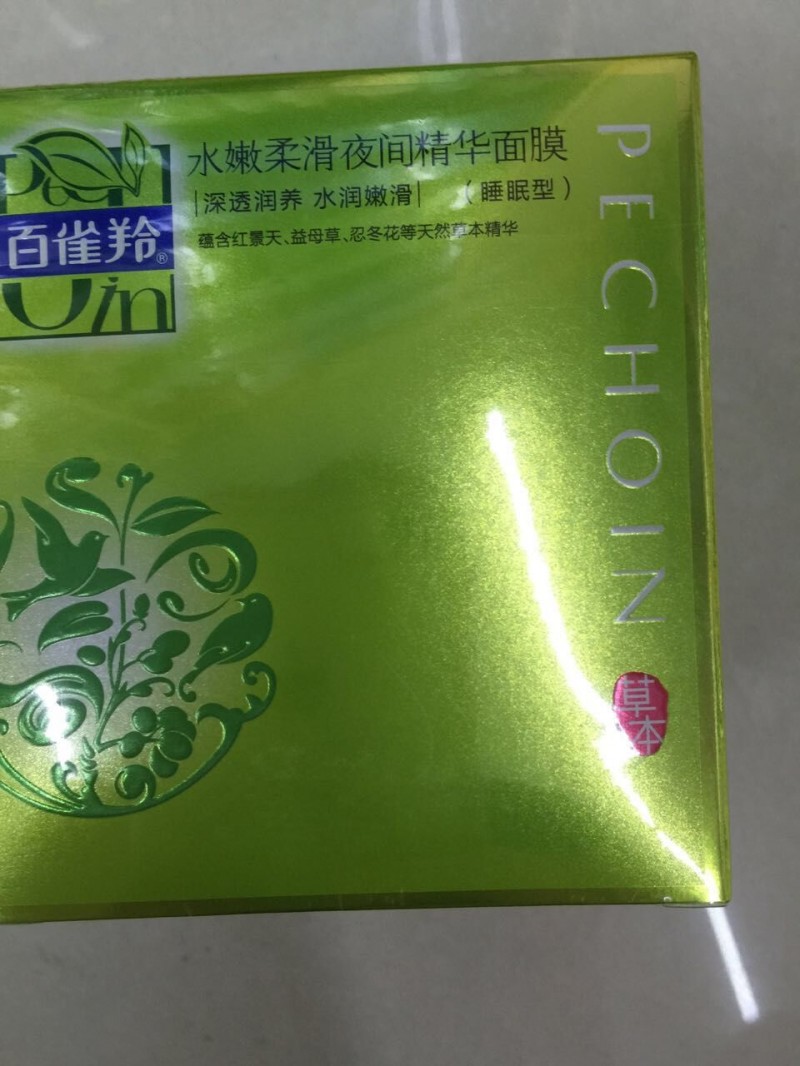 百雀羚®
水嫩柔滑夜间精华面膜
|深透润养 水润嫩滑| （睡眠型）
蕴含红景天、益母草、忍冬花等天然草本精华
PECHOIN
草本